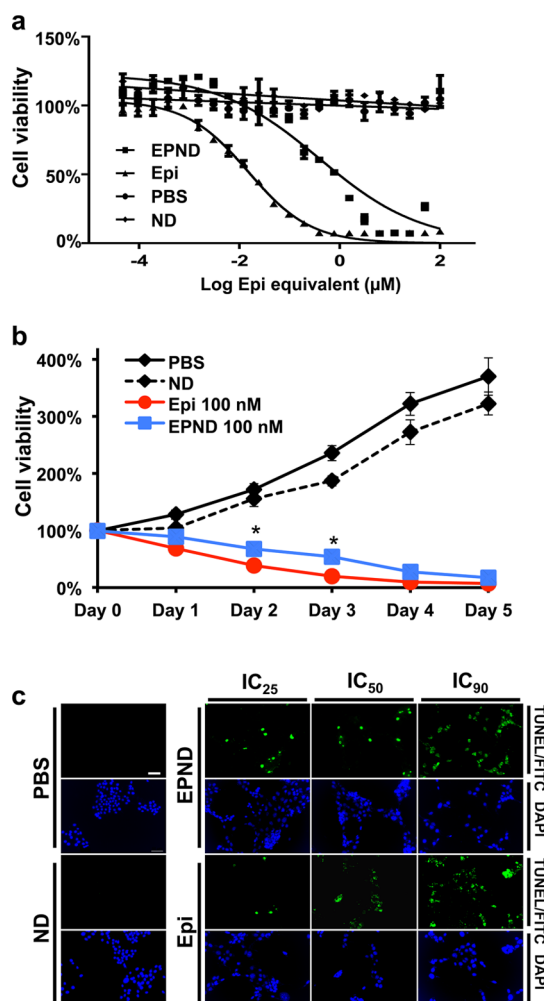 a
150%
100%
50%
0%
Cell viability
EPND
Epi
PBS
ND
-4
-2
0
2
Log Epi equivalent (μM)
b
400%
300%
200%
100%
0%
Cell viability
PBS
ND
Epi 100 nM
EPND 100 nM
*
*
Day 0
Day 1
Day 2
Day 3
Day 4
Day 5
c
IC25
IC50
IC90
PBS
EPND
TUNEL/FITC
DAPI
ND
Epi
TUNEL/FITC
DAPI